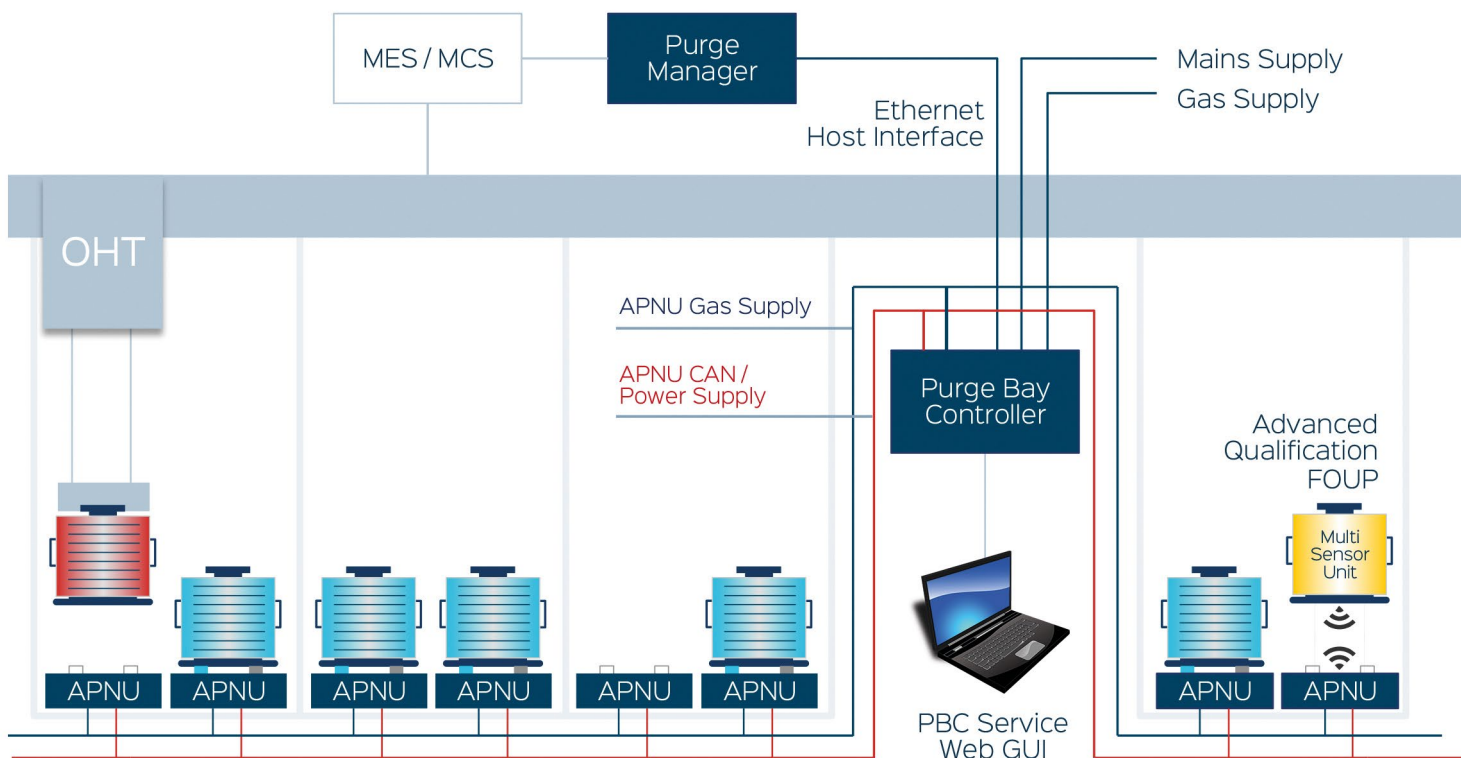 MES / MCS
Purge
Manager
Mains Supply
Gas Supply
Ethernet
Host Interface
OHT
APNU Gas Supply
APNU CAN /
Power Supply
Purge Bay
Controller
Advanced
Qualification
FOUP
Multi
Sensor
Unit
APNU
APNU
APNU
APNU
APNU
APNU
APNU
APNU
PBC Service
Web GUI